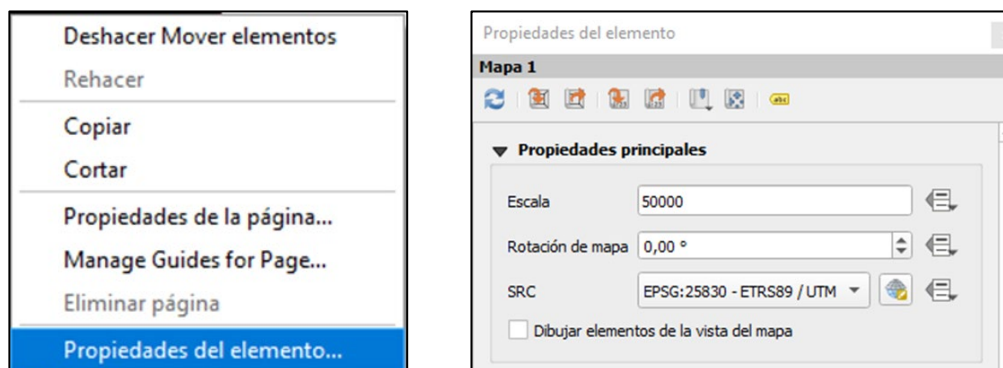 Deshacer Mover elementos
Rehacer
Copiar
Cortar
Propiedades de la página...
Manage Guides for Page...
Eliminar página
Propiedades del elemento...
Propiedades del elemento
Mapa 1
abc
Propiedades principales
Escala 50000
Rotación de mapa 0,00 °
SRC EPSG:25830 - ETRS89 / UTM
Dibujar elementos de la vista del mapa